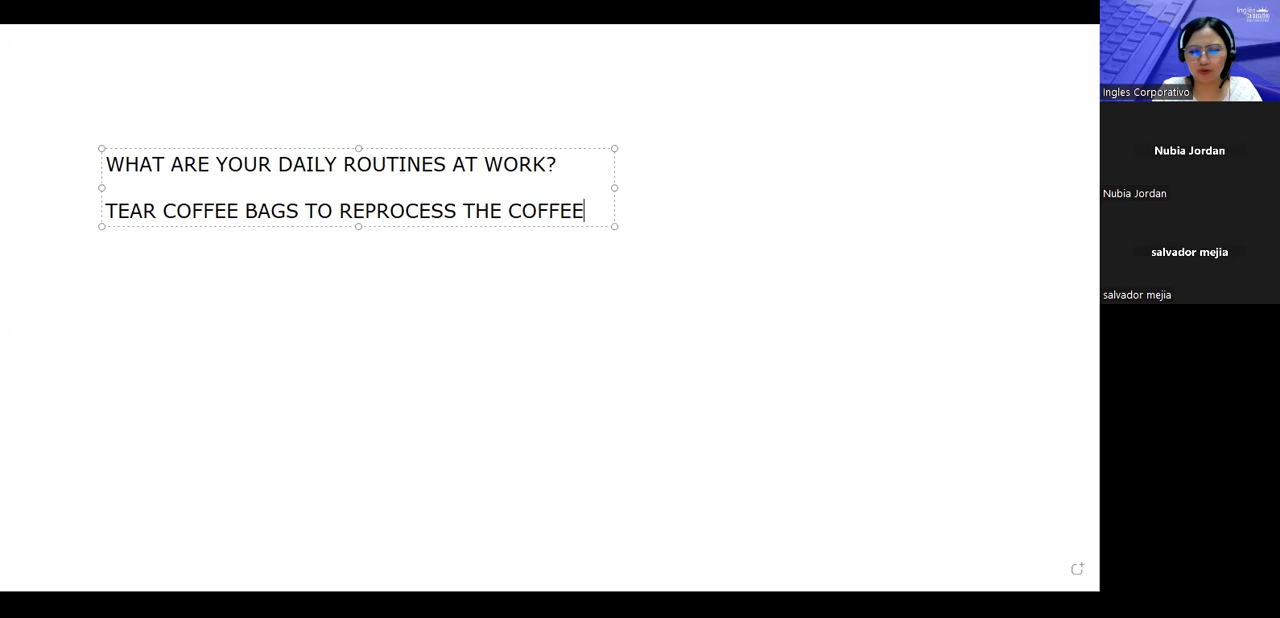 WHAT ARE YOUR DAILY ROUTINES AT WORK?
TEAR COFFEE BAGS TO REPROCESS THE COFFEE
Ingles Corporativo
Nubia Jordan
Nubia Jordan
salvador mejia
salvador mejia